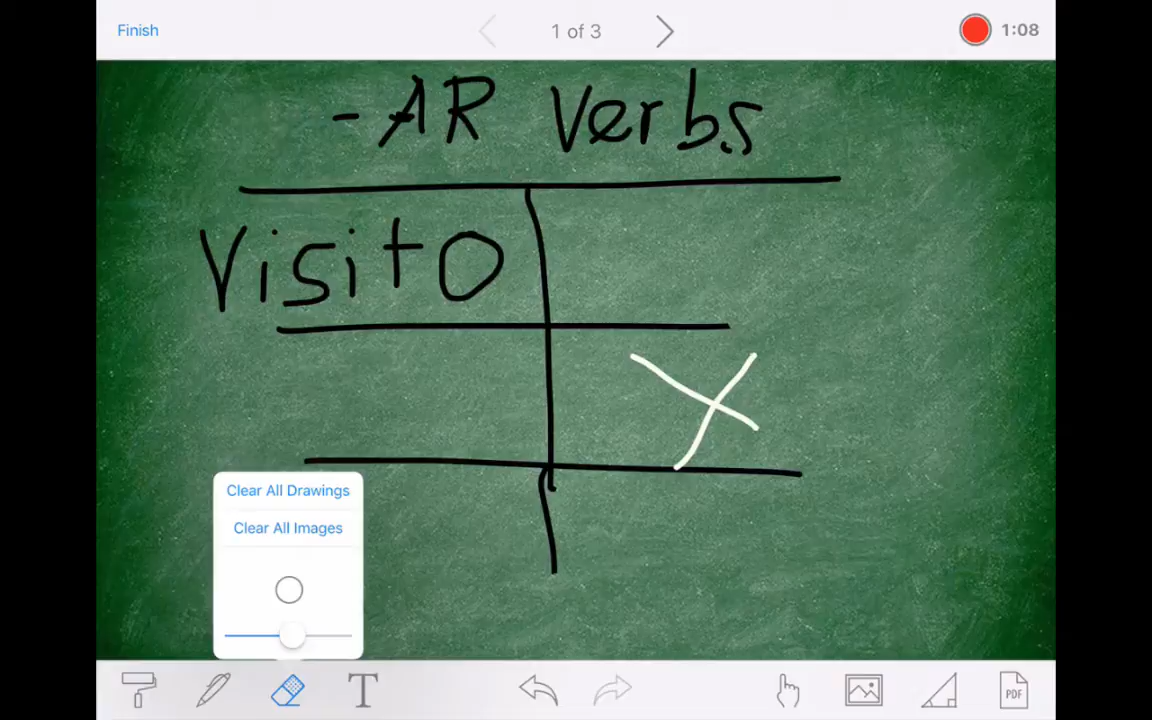 Finish
1 of 3
1:08
-AR Verbs
Visito
Clear All Drawings
Clear All Images
T
PDF